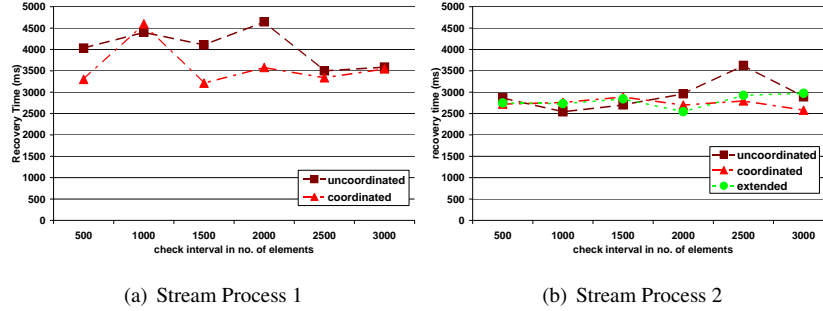 5000
4500
4000
3500
3000
2500
2000
1500
1000
500
0
Recovery Time (ms)
uncoordinated
coordinated
500 1000 1500 2000 2500 3000
check interval in no. of elements
(a) Stream Process 1
5000
4500
4000
3500
3000
2500
2000
1500
1000
500
0
recovery time (ms)
uncoordinated
coordinated
extended
500 1000 1500 2000 2500 3000
check interval in no. of elements
(b) Stream Process 2